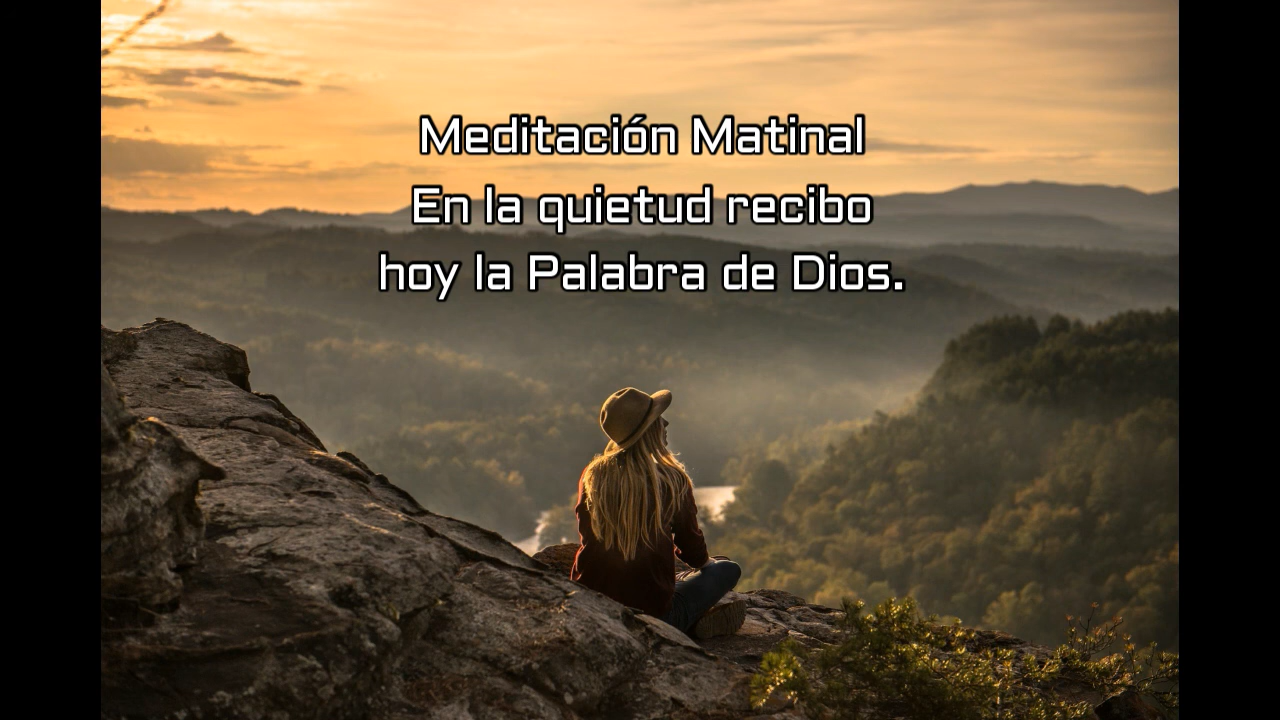 Meditación Matinal
En la quietud recibo
hoy la Palabra de Dios.